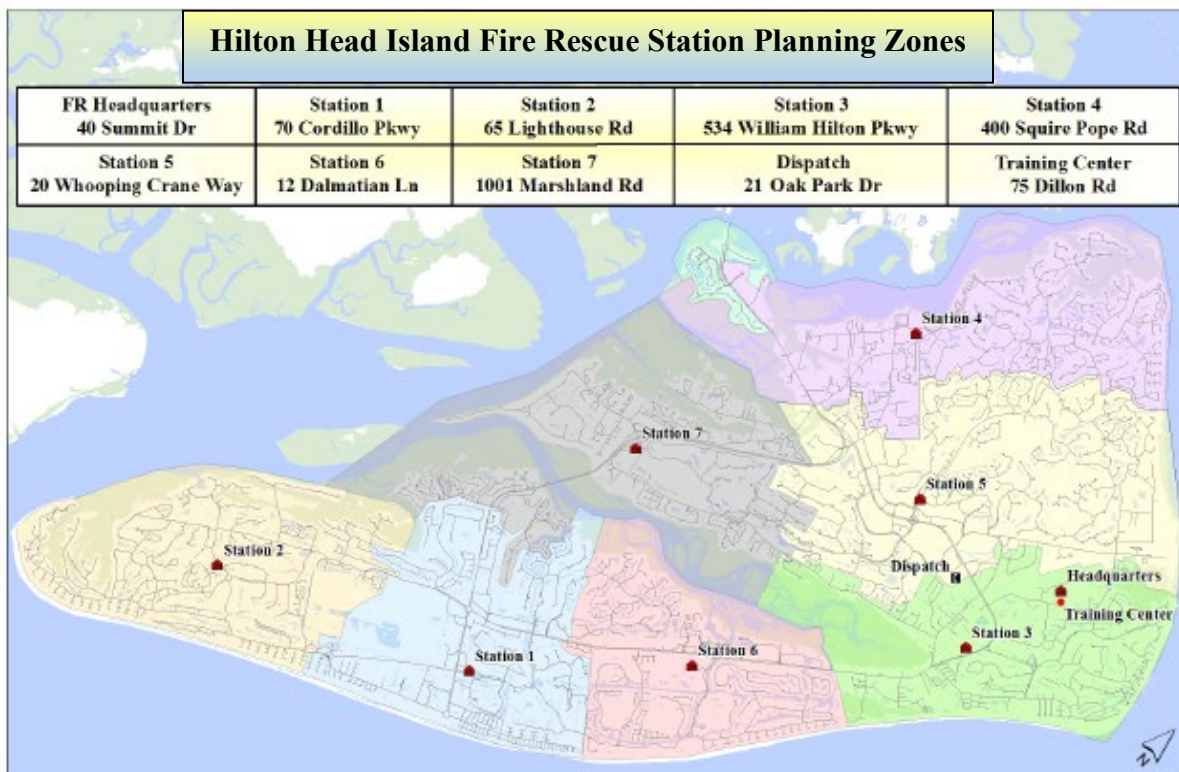 Hilton Head Island Fire Rescue Station Planning Zones
FR Headquarters
40 Summit Dr
Station 1
70 Cordillo Pkwy
Station 2
65 Lighthouse Rd
Station 3
534 William Hilton Pkwy
Station 4
400 Squire Pope Rd
Station 5
20 Whooping Crane Way
Station 6
12 Dalmatian Ln
Station 7
1001 Marshland Rd
Dispatch
21 Oak Park Dr
Training Center
75 Dillon Rd
Station 4
Station 7
Station 5
Station 2
Dispatch
Headquarters
Training Center
Station 3
Station 1
Station 6
N